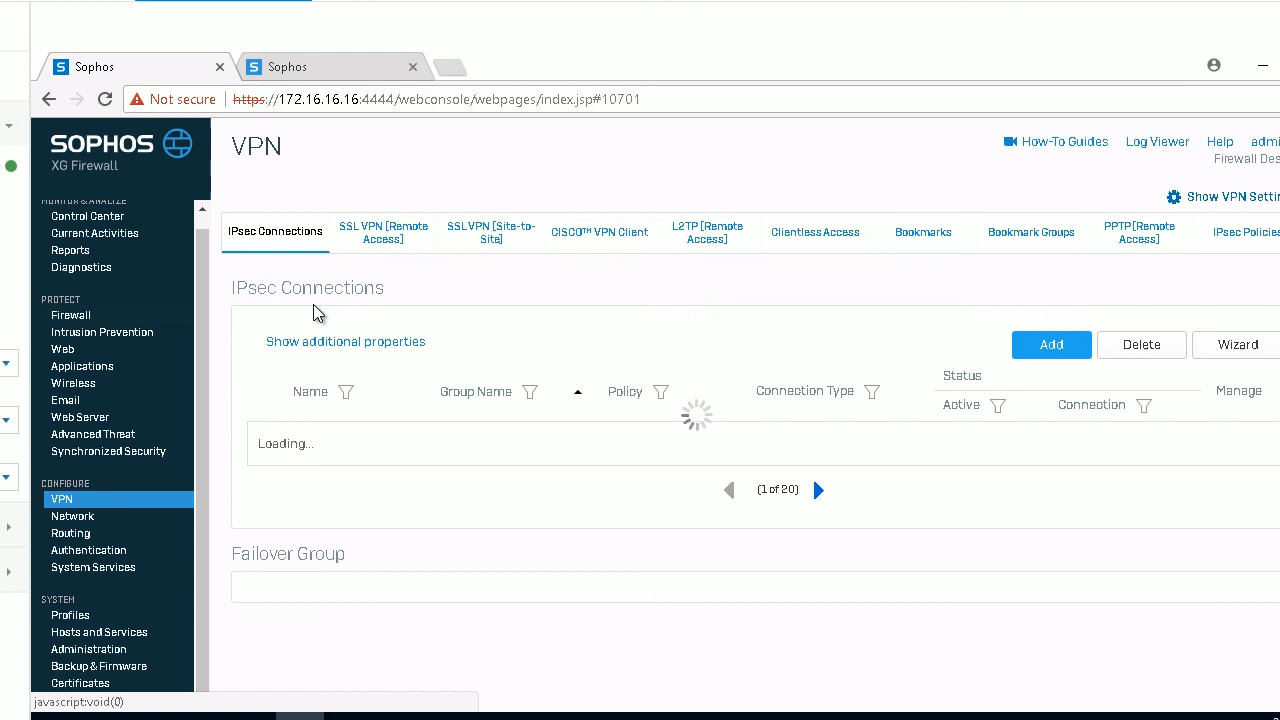 Sophos
Sophos
Not secure | https://172.16.16.16:4444/webconsole/webpages/index.jsp#10701
SOPHOS
XG Firewall
VPN
How-To Guides
Log Viewer
Help
admi
Firewall Des
Show VPN Settin
MONITOR & ANALYZE
Control Center
Current Activities
Reports
Diagnostics
PROTECT
Firewall
Intrusion Prevention
Web
Applications
Wireless
Email
Web Server
Advanced Threat
Synchronized Security
CONFIGURE
VPN
Network
Routing
Authentication
System Services
SYSTEM
Profiles
Hosts and Services
Administration
Backup & Firmware
Certificates
IPsec Connections
SSL VPN [Remote
Access]
SSL VPN [Site-to-
Site]
CISCO™ VPN Client
L2TP [Remote
Access]
Clientless Access
Bookmarks
Bookmark Groups
PPTP [Remote
Access]
IPsec Policies
IPsec Connections
Show additional properties
Add
Delete
Wizard
Name
Group Name
Policy
Connection Type
Status
Active
Connection
Manage
Loading...
(1 of 20)
Failover Group
javascript:void(0)